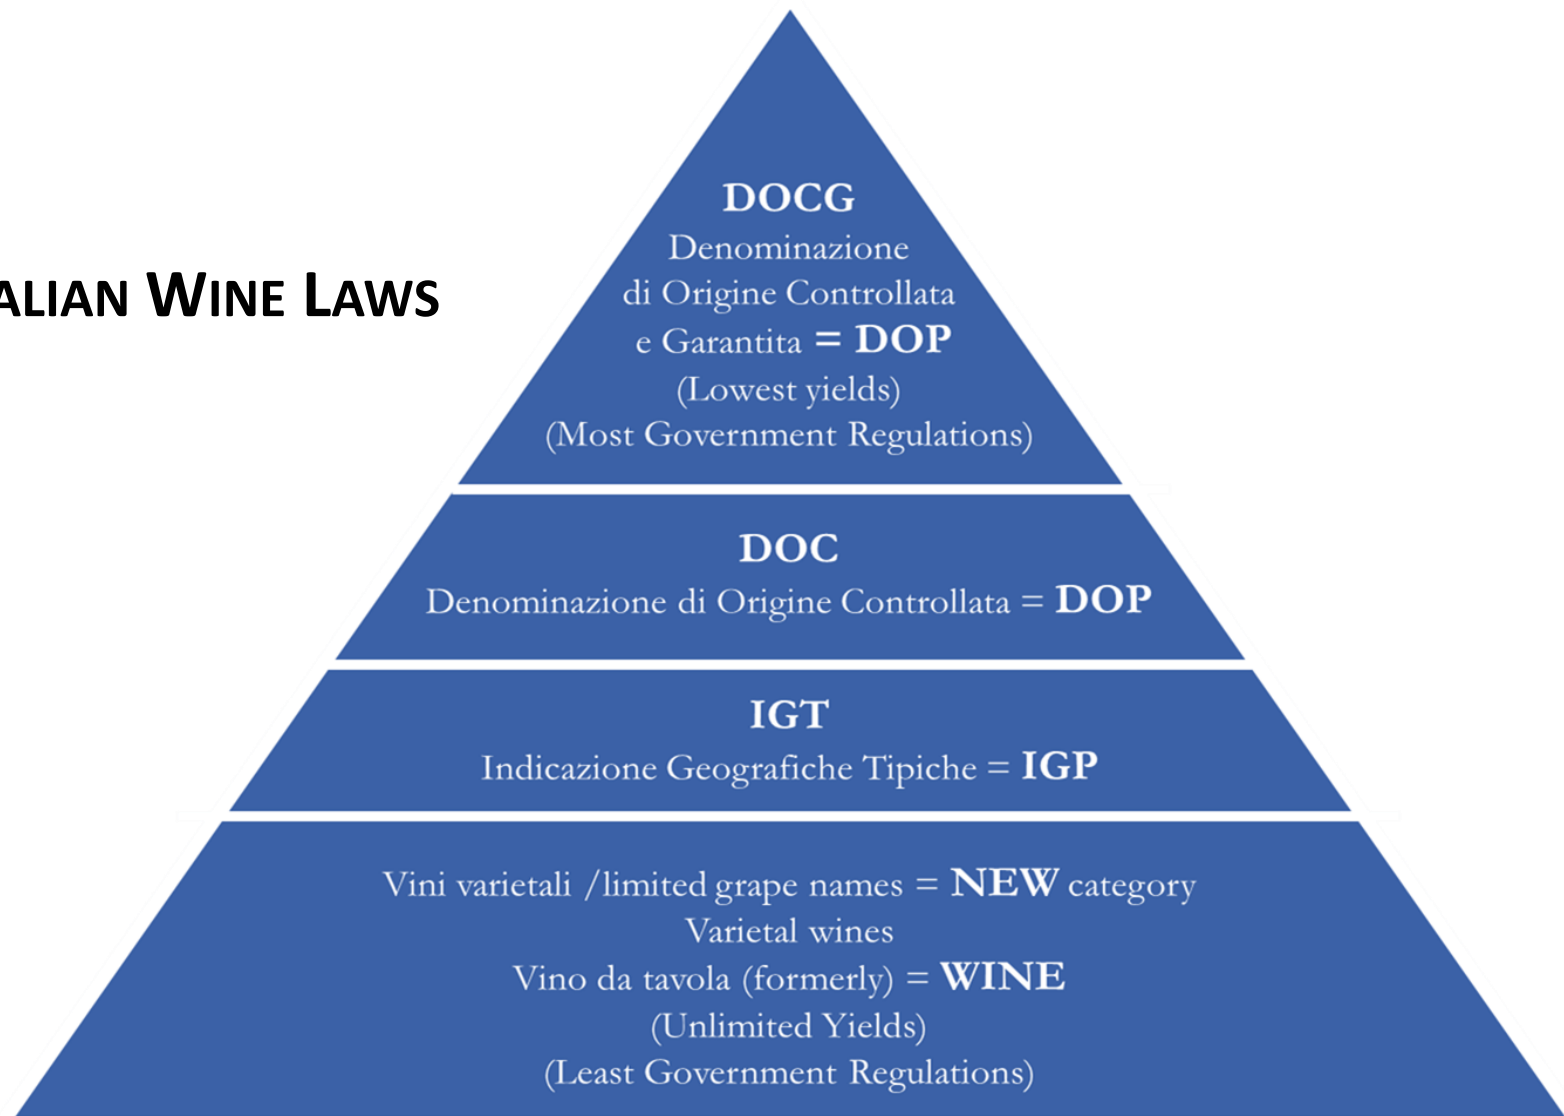 ALIAN WINE LAWS
DOCG
Denominazione
di Origine Controllata
e Garantita = DOP
(Lowest yields)
(Most Government Regulations)
DOC
Denominazione di Origine Controllata = DOP
IGT
Indicazione Geografiche Tipiche = IGP
Vini varietali /limited grape names = NEW category
Varietal wines
Vino da tavola (formerly) = WINE
(Unlimited Yields)
(Least Government Regulations)